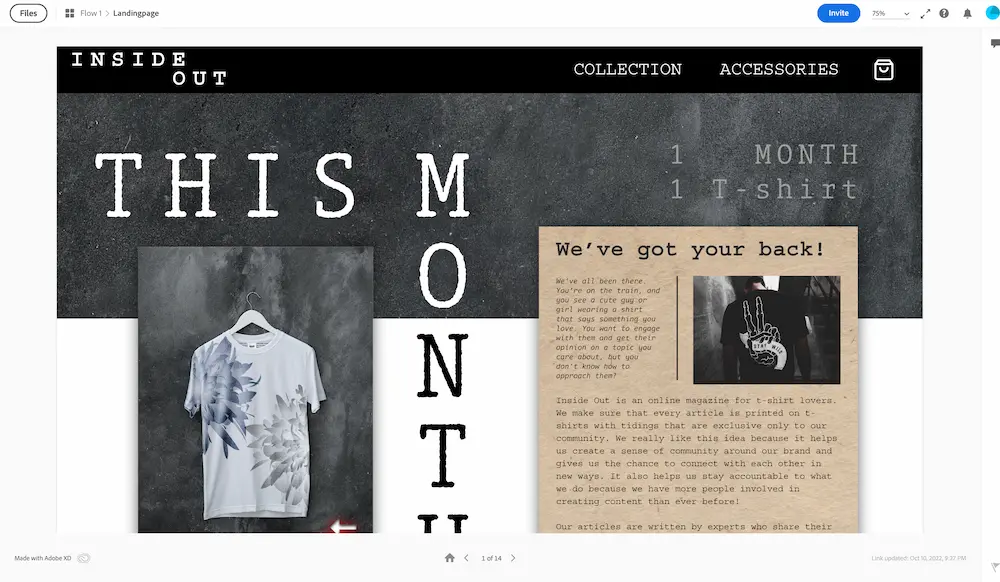 Files
Flow 1 > Landingpage
Invite
75%
INSIDE
OUT
COLLECTION
ACCESSORIES
THIS MONTH
1 MONTH
1 T-shirt
We've got your back!
We've all been there.
You're on the train, and
you see a cute guy or
girl wearing a shirt
that says something you
love. You want to engage
with them and get their
opinion on a topic you
care about, but you
don't know how to
approach them?
STAY WILD
Inside Out is an online magazine for t-shirt lovers.
We make sure that every article is printed on t-
shirts with tidings that are exclusive only to our
community. We really like this idea because it helps
us create a sense of community around our brand and
gives us the chance to connect with each other in
new ways. It also helps us stay accountable to what
we do because we have more people involved in
creating content than ever before!
Our articles are written by experts who share their
Made with Adobe XD
1 of 14
Link updated: Oct 10, 2022, 9:37 PM